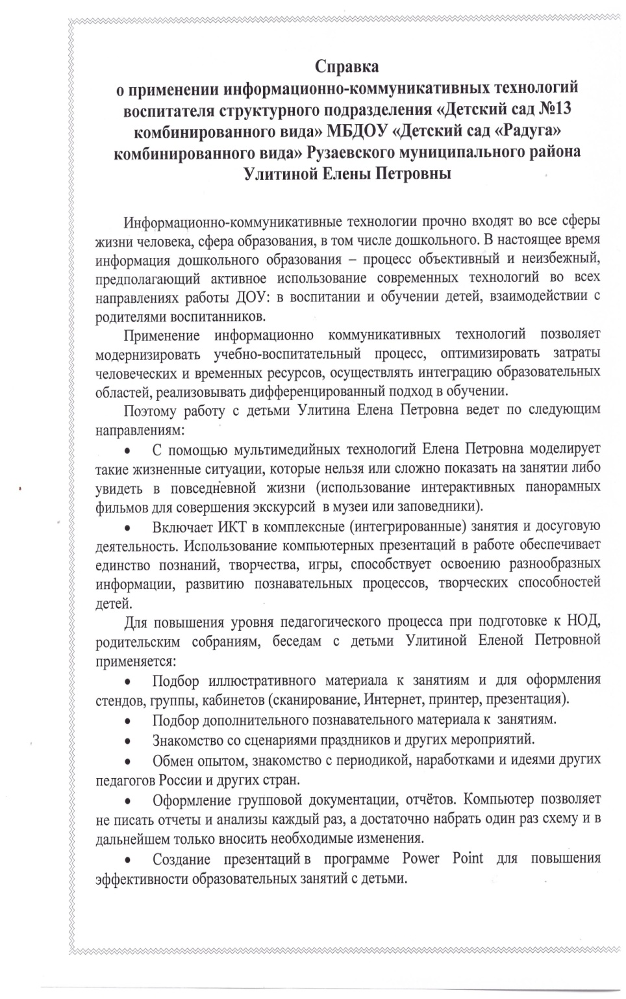 Справка
о применении информационно-коммуникативных технологий
воспитателя структурного подразделения «Детский сад №13
комбинированного вида» МБДОУ «Детский сад «Радуга»
комбинированного вида» Рузаевского муниципального района
Улитиной Елены Петровны
Информационно-коммуникативные технологии прочно входят во все сферы
жизни человека, сфера образования, в том числе дошкольного. В настоящее время
информация дошкольного образования – процесс объективный и неизбежный,
предполагающий активное использование современных технологий во всех
направлениях работы ДОУ: в воспитании и обучении детей, взаимодействии с
родителями воспитанников.
Применение информационно коммуникативных технологий позволяет
модернизировать учебно-воспитательный процесс, оптимизировать затраты
человеческих и временных ресурсов, осуществлять интеграцию образовательных
областей, реализовывать дифференцированный подход в обучении.
Поэтому работу с детьми Улитина Елена Петровна ведет по следующим
направлениям:
• С помощью мультимедийных технологий Елена Петровна моделирует
такие жизненные ситуации, которые нельзя или сложно показать на занятии либо
увидеть в повседневной жизни (использование интерактивных панорамных
фильмов для совершения экскурсий в музеи или заповедники).
• Включает ИКТ в комплексные (интегрированные) занятия и досуговую
деятельность. Использование компьютерных презентаций в работе обеспечивает
единство познаний, творчества, игры, способствует освоению разнообразных
информации, развитию познавательных процессов, творческих способностей
детей.
Для повышения уровня педагогического процесса при подготовке к НОД,
родительским собраниям, беседам с детьми Улитиной Еленой Петровной
применяется:
• Подбор иллюстративного материала к занятиям и для оформления
стендов, группы, кабинетов (сканирование, Интернет, принтер, презентация).
• Подбор дополнительного познавательного материала к занятиям.
• Знакомство со сценариями праздников и других мероприятий.
• Обмен опытом, знакомство с периодикой, наработками и идеями других
педагогов России и других стран.
• Оформление групповой документации, отчётов. Компьютер позволяет
не писать отчеты и анализы каждый раз, а достаточно набрать один раз схему и в
дальнейшем только вносить необходимые изменения.
• Создание презентаций в программе Power Point для повышения
эффективности образовательных занятий с детьми.